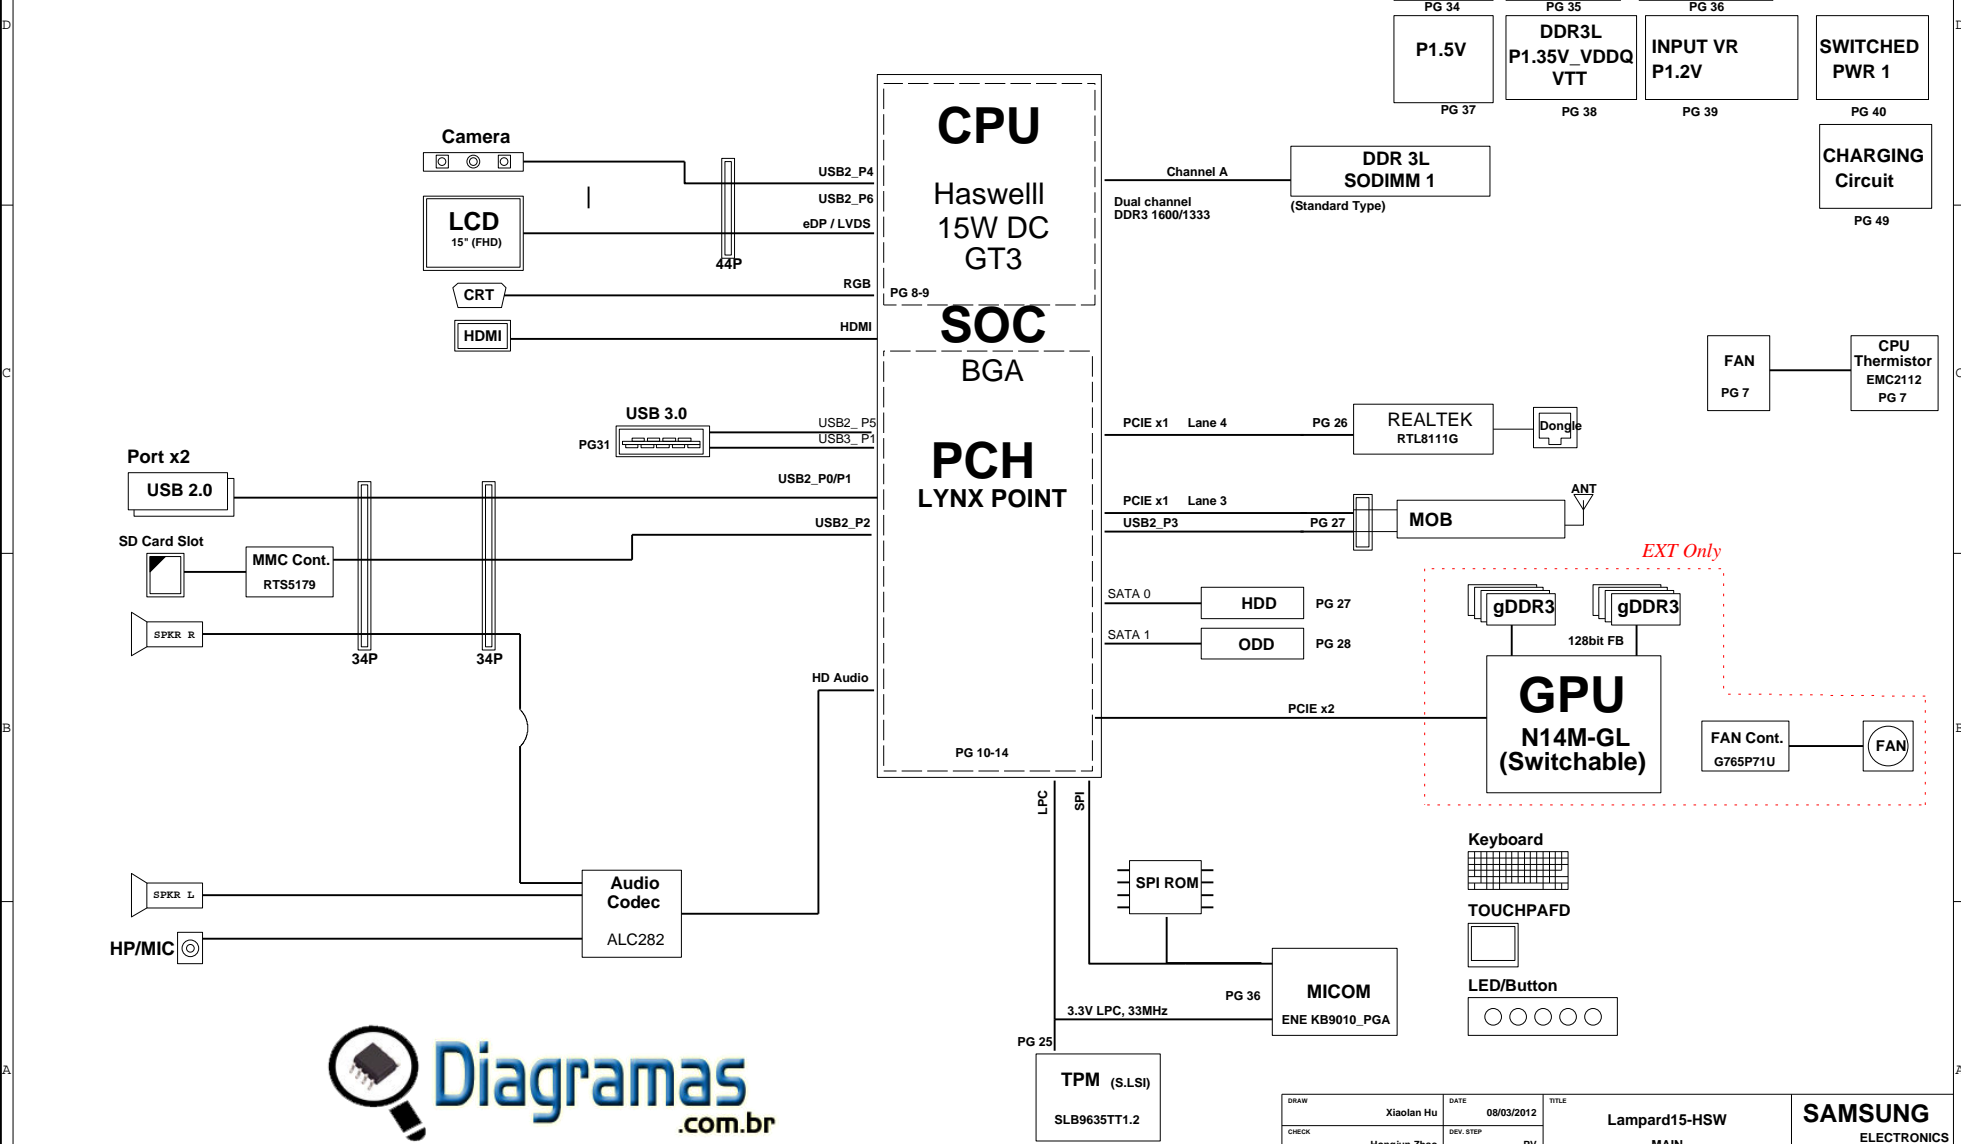 D
D
PG 34
PG 35
PG 36
P1.5V
PG 37
DDR3L
P1.35V_VDDQ
VTT
PG 38
INPUT VR
P1.2V
PG 39
SWITCHED
PWR 1
PG 40
CHARGING
Circuit
PG 49
Camera
LCD
15" (FHD)
CRT
HDMI
44P
USB2_P4
USB2_P6
eDP / LVDS
RGB
HDMI
CPU
Haswelll
15W DC
GT3
PG 8-9
SOC
BGA
PCH
LYNX POINT
PG 10-14
Channel A
Dual channel
DDR3 1600/1333
DDR 3L
SODIMM 1
(Standard Type)
C
C
FAN
PG 7
CPU
Thermistor
EMC2112
PG 7
USB 3.0
PG31
USB2_ P5
USB3_ P1
Port x2
USB 2.0
USB2_P0/P1
USB2_P2
SD Card Slot
MMC Cont.
RTS5179
SPKR R
34P
34P
HD Audio
PCIE x1 Lane 4
PG 26
REALTEK
RTL8111G
Dongle
PCIE x1 Lane 3
USB2_P3
PG 27
MOB
ANT
SATA 0
HDD
PG 27
SATA 1
ODD
PG 28
EXT Only
gDDR3
gDDR3
128bit FB
PCIE x2
GPU
N14M-GL
(Switchable)
FAN Cont.
G765P71U
FAN
B
B
LPC
SPI
SPI ROM
Keyboard
TOUCHPAFD
LED/Button
SPKR L
HP/MIC
Audio
Codec
ALC282
PG 36
MICOM
ENE KB9010_PGA
3.3V LPC, 33MHz
PG 25
TPM (S.LSI)
SLB9635TT1.2
A
A
Diagramas
.com.br
DRAW
Xiaolan Hu
DATE
08/03/2012
TITLE
Lampard15-HSW
MAIN
SAMSUNG
ELECTRONICS
CHECK
DEV. STEP